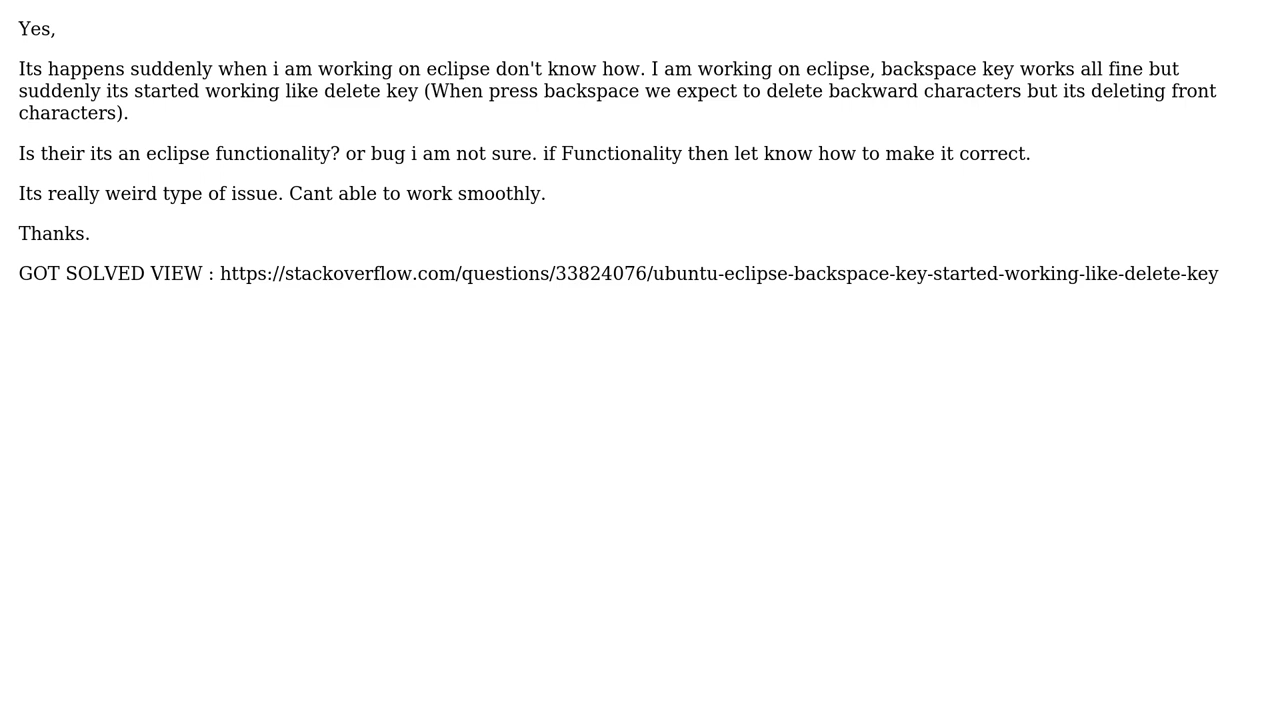 Yes,
Its happens suddenly when i am working on eclipse don't know how. I am working on eclipse, backspace key works all fine but
suddenly its started working like delete key (When press backspace we expect to delete backward characters but its deleting front
characters).
Is their its an eclipse functionality? or bug i am not sure. if Functionality then let know how to make it correct.
Its really weird type of issue. Cant able to work smoothly.
Thanks.
GOT SOLVED VIEW : https://stackoverflow.com/questions/33824076/ubuntu-eclipse-backspace-key-started-working-like-delete-key